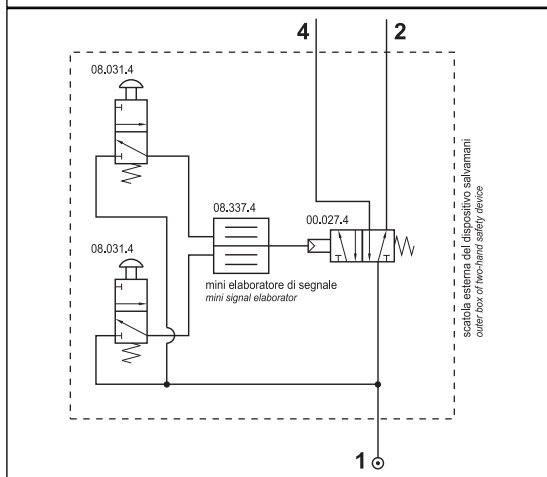 4 2
08.031.4
08.337.4
00.027.4
08.031.4
mini elaboratore di segnale
mini signal elaborator
scatola esterna del dispositivo salvamani
outer box of two-hand safety device
1